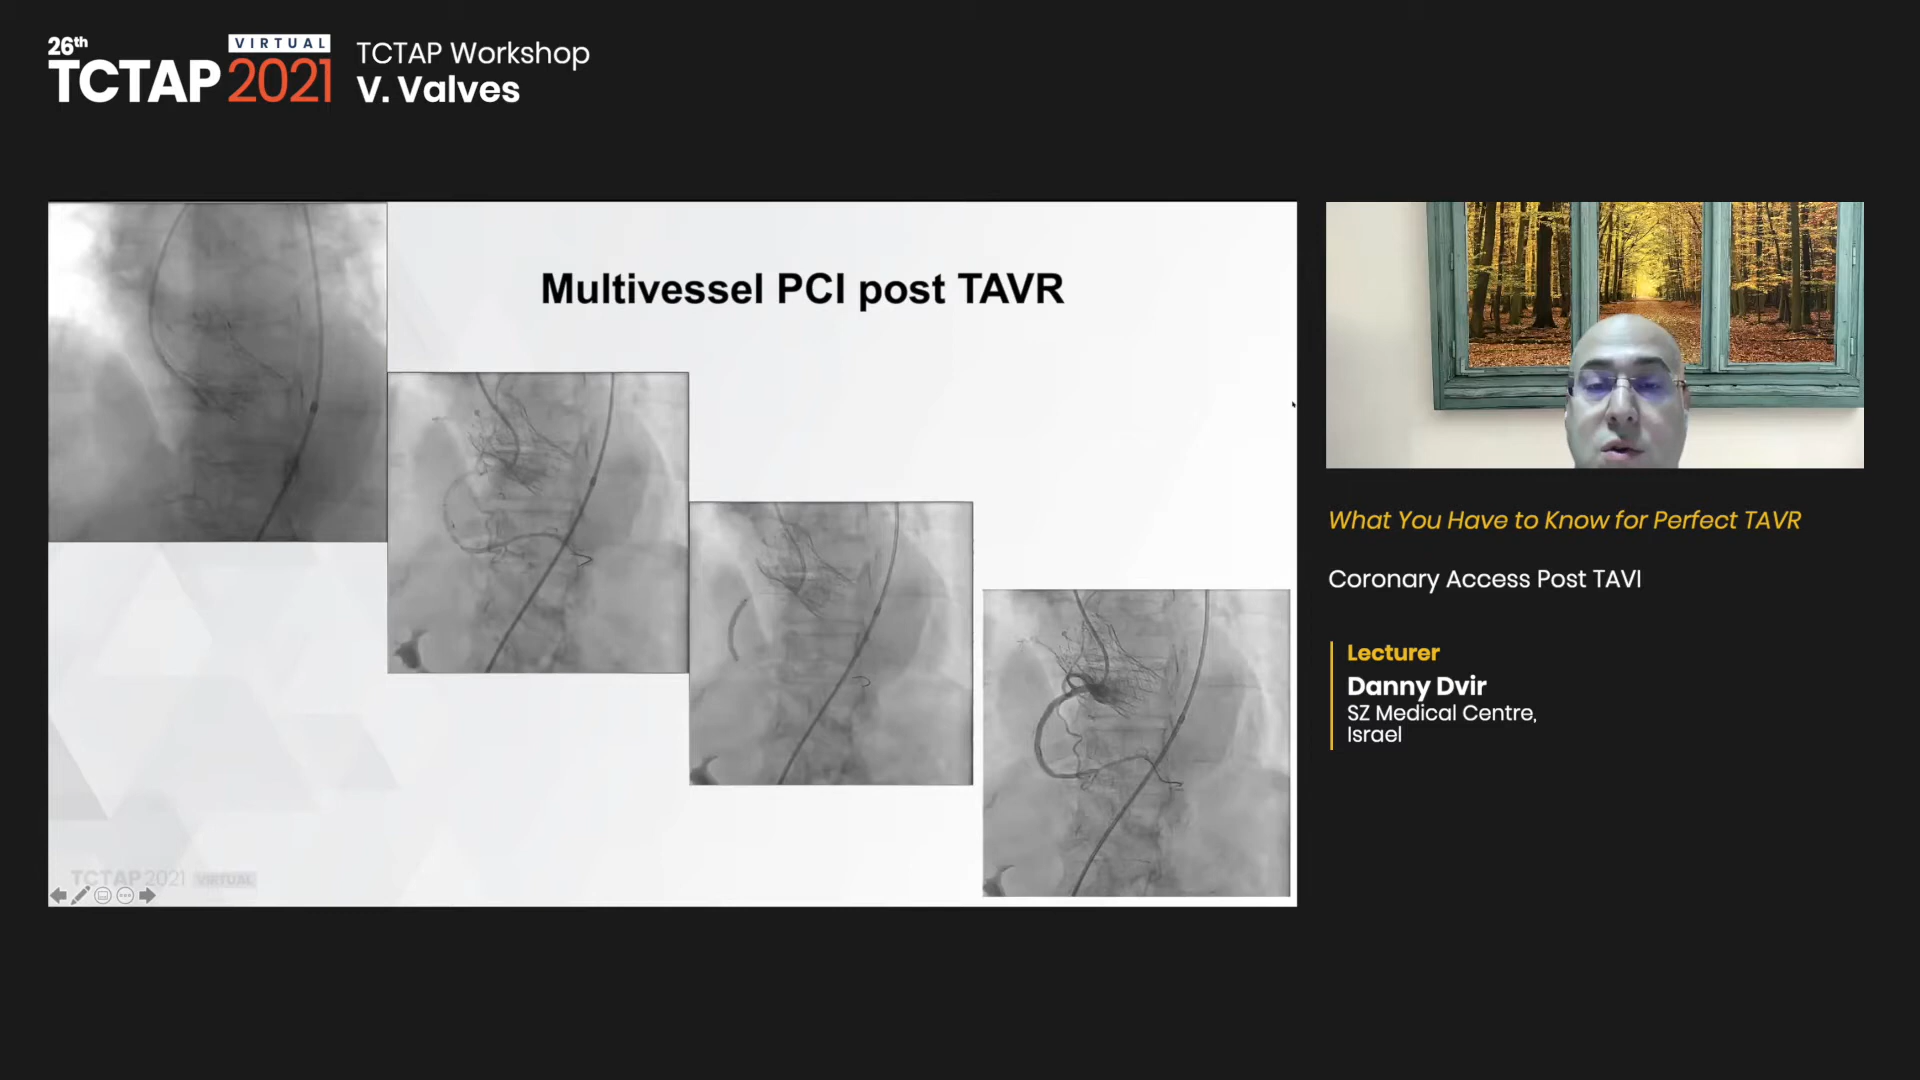 26th
VIRTUAL
TCTAP 2021
TCTAP Workshop
V. Valves
Multivessel PCI post TAVR
TCTAP 2021 VIRTUAL
What You Have to Know for Perfect TAVR
Coronary Access Post TAVI
Lecturer
Danny Dvir
SZ Medical Centre,
Israel